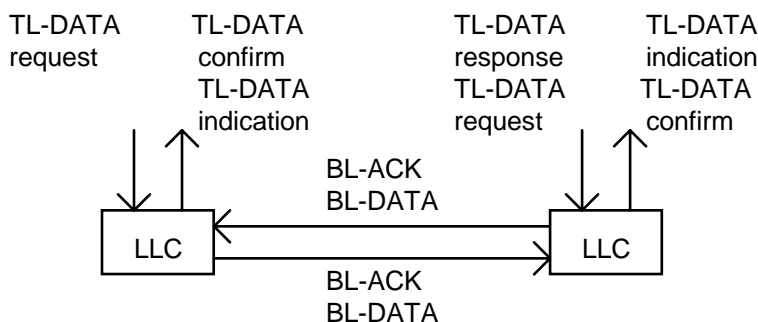 TL-DATA
request
TL-DATA
confirm
TL-DATA
indication
TL-DATA
response
TL-DATA
request
TL-DATA
indication
TL-DATA
confirm
BL-ACK
BL-DATA
LLC
LLC
BL-ACK
BL-DATA